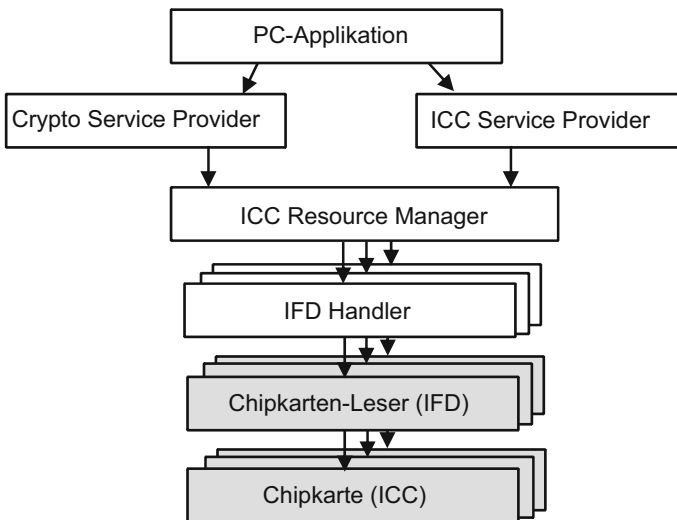 PC-Applikation
Crypto Service Provider
ICC Service Provider
ICC Resource Manager
IFD Handler
Chipkarten-Leser (IFD)
Chipkarte (ICC)